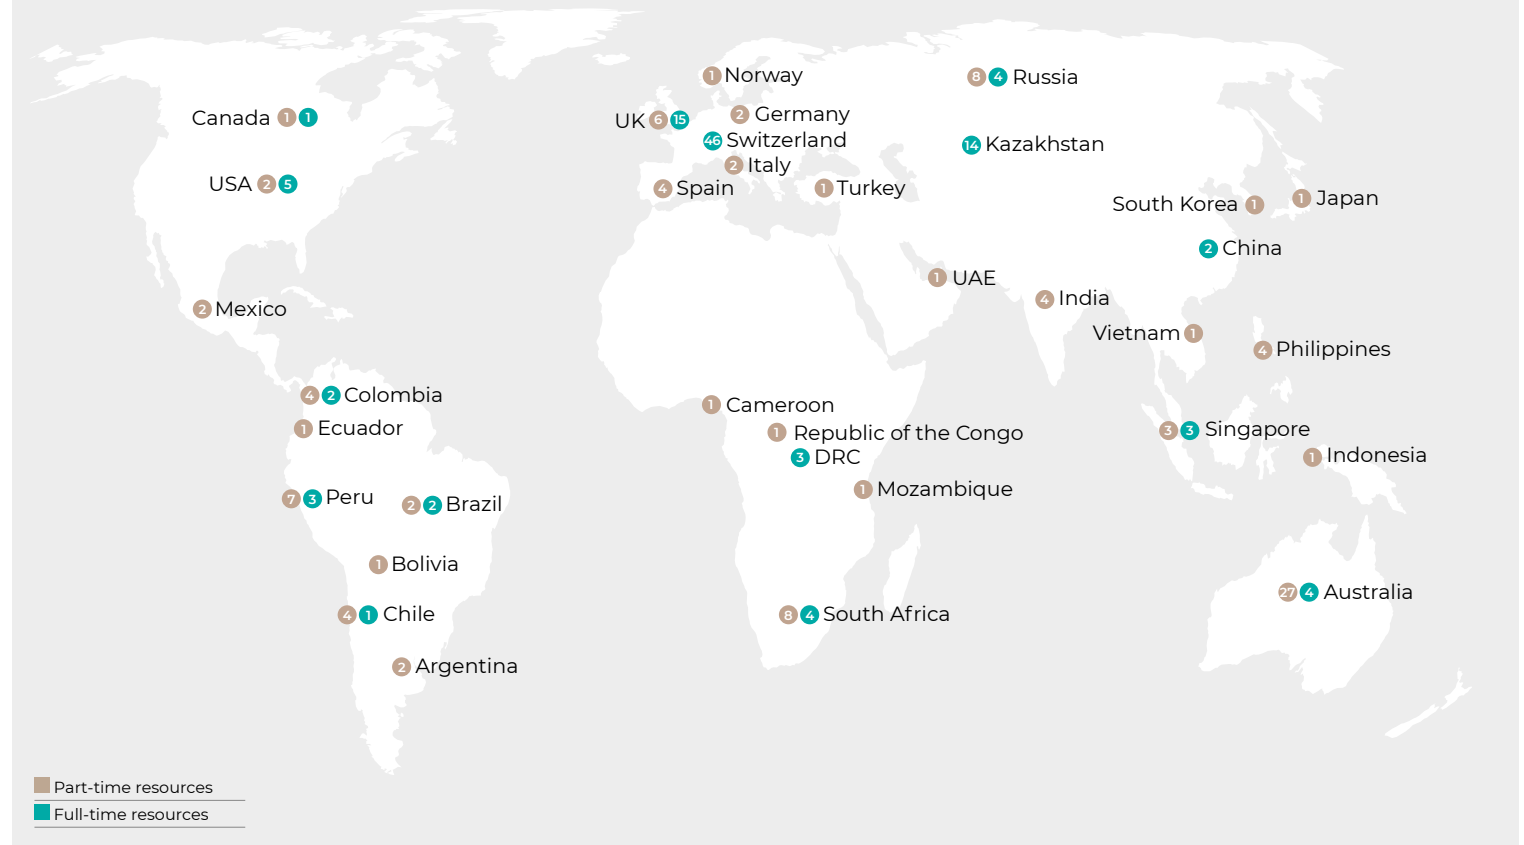 1 Norway
8 4 Russia
Canada 1 1
UK 6 15
2 Germany
46 Switzerland
14 Kazakhstan
2 Italy
USA 2 5
4 Spain
1 Turkey
South Korea 1
1 Japan
2 China
1 UAE
4 India
2 Mexico
Vietnam 1
4 Philippines
4 2 Colombia
1 Cameroon
1 Ecuador
1 Republic of the Congo
3 3 Singapore
3 DRC
1 Indonesia
1 Mozambique
7 3 Peru
2 2 Brazil
1 Bolivia
27 4 Australia
4 1 Chile
8 4 South Africa
2 Argentina
Part-time resources
Full-time resources